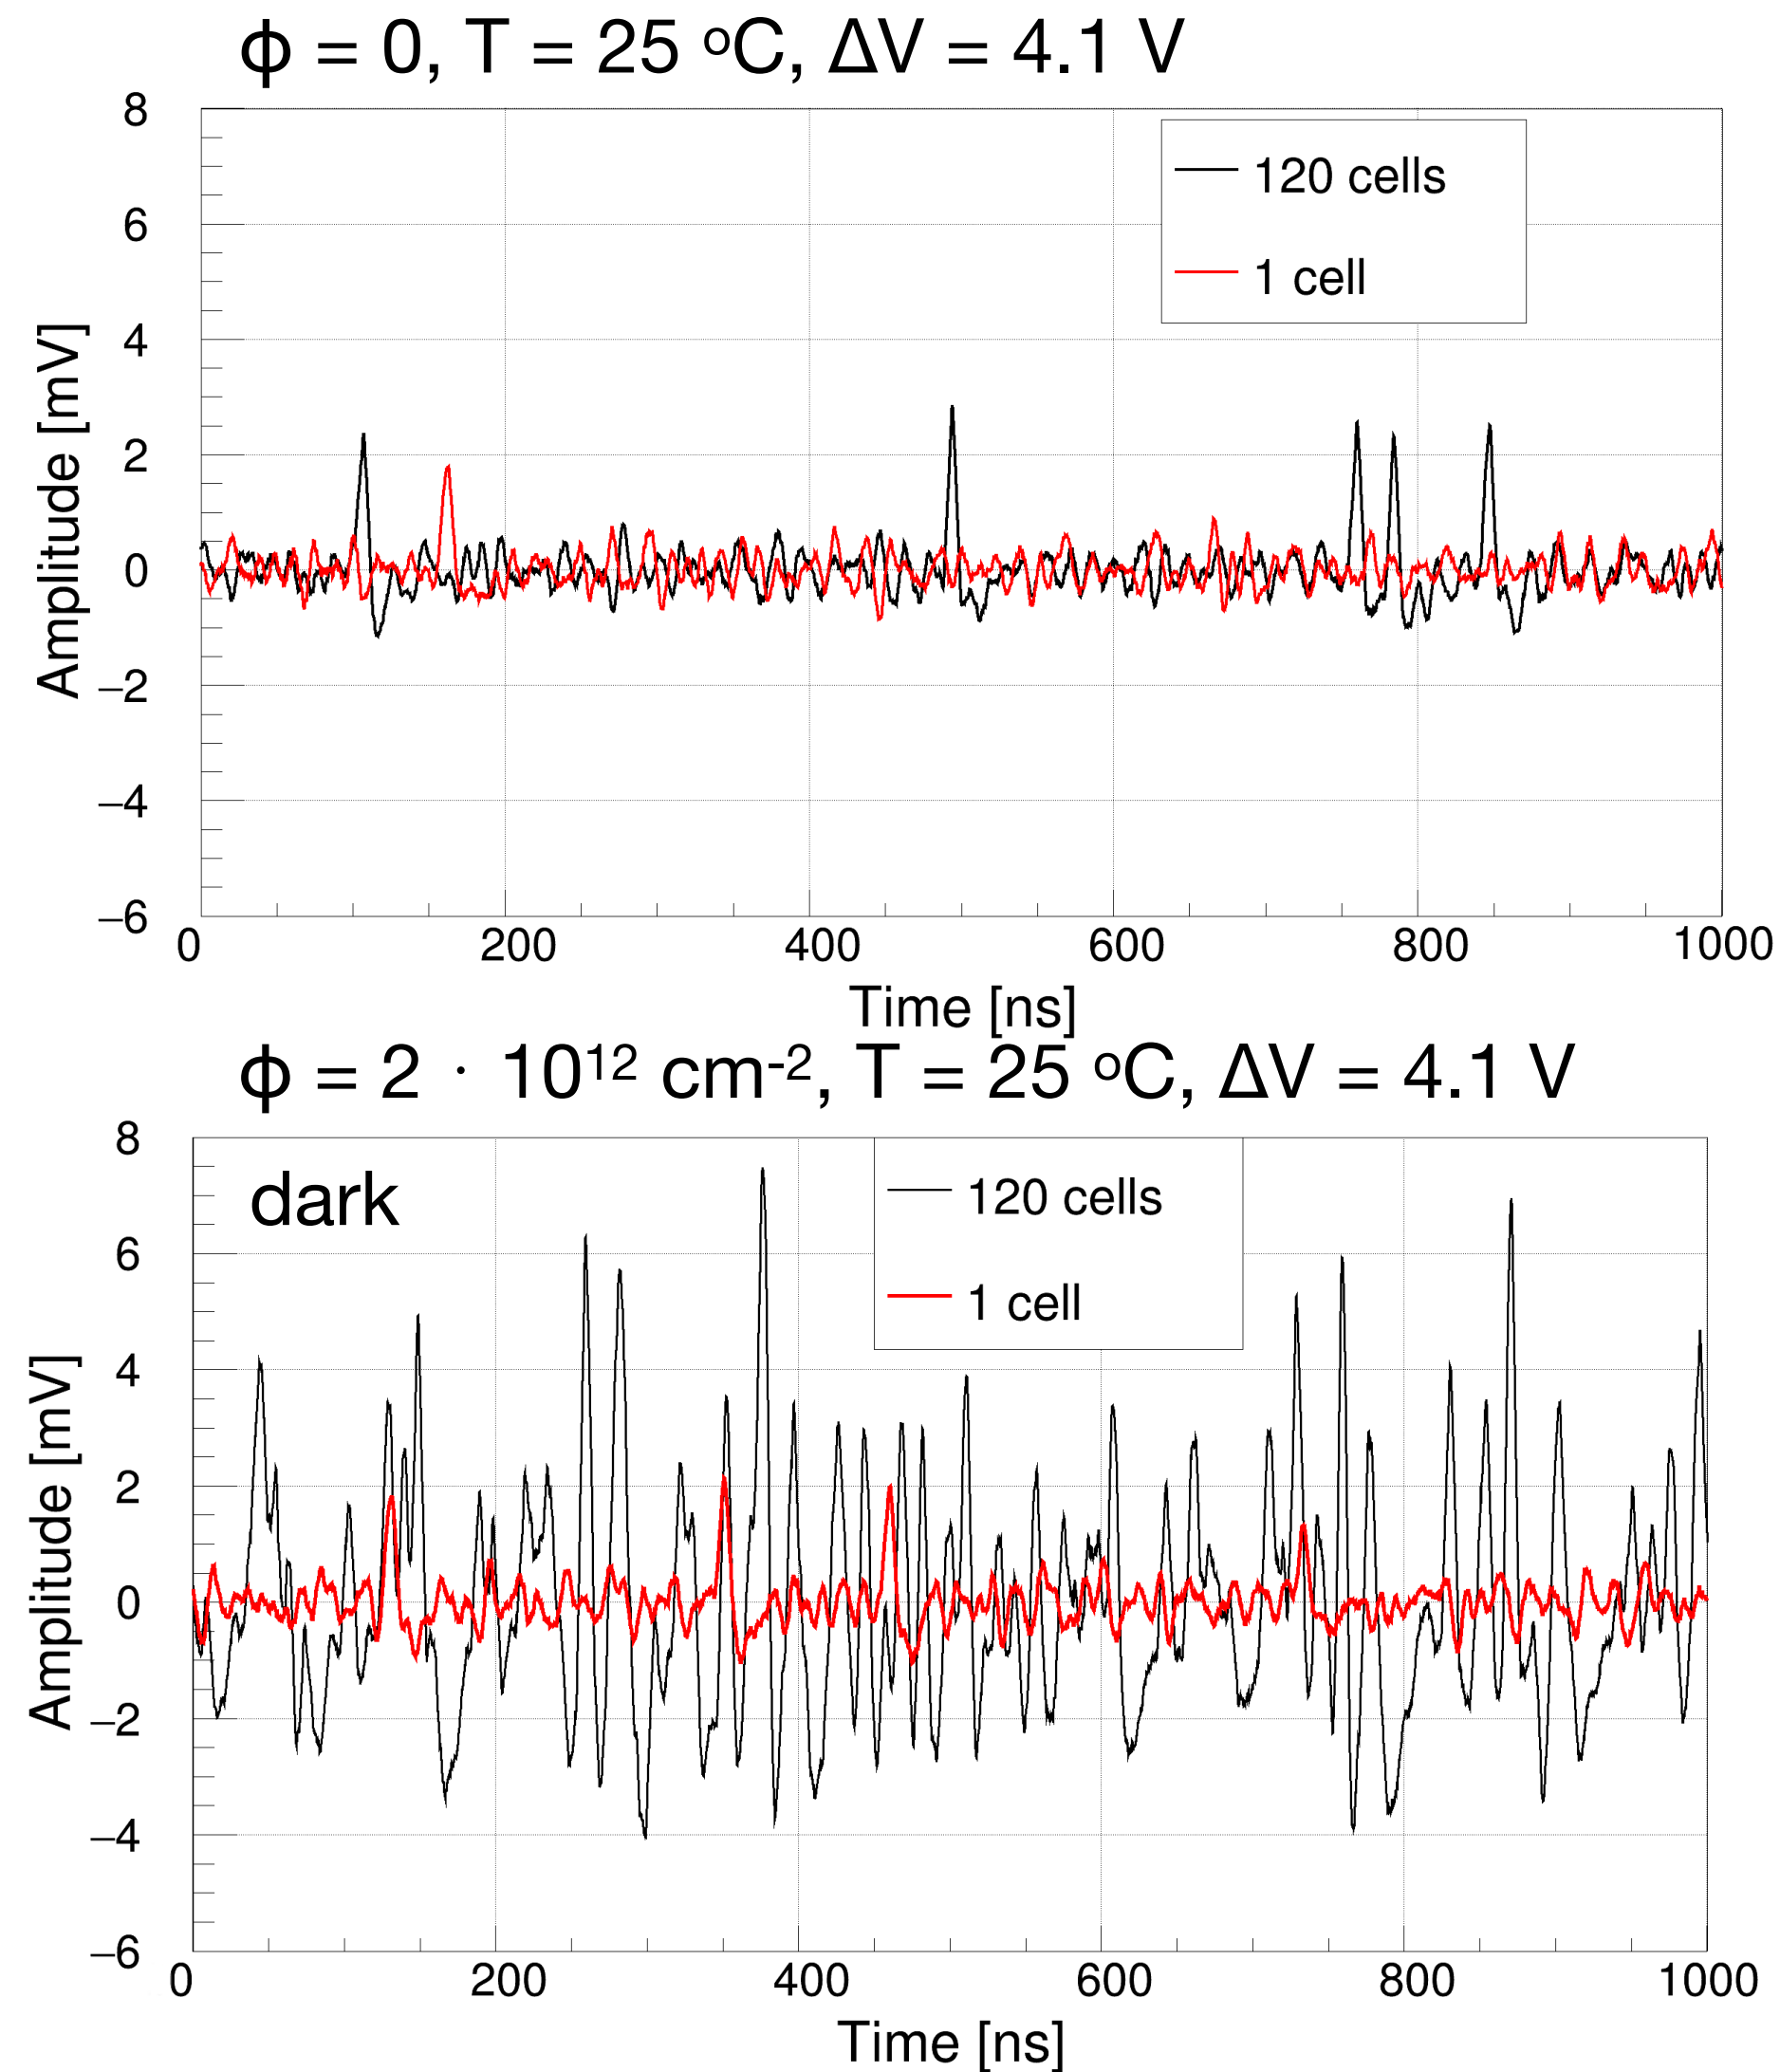 ϕ = 0, T = 25 ºC, ΔV = 4.1 V
8
120 cells
6
1 cell
4
2
0
−2
−4
−6
Amplitude [mV]
0 200 400 600 800 1000
Time [ns]
ϕ = 2 · 10¹² cm⁻², T = 25 ºC, ΔV = 4.1 V
8
dark
120 cells
6
1 cell
4
2
0
−2
−4
−6
Amplitude [mV]
0 200 400 600 800 1000
Time [ns]